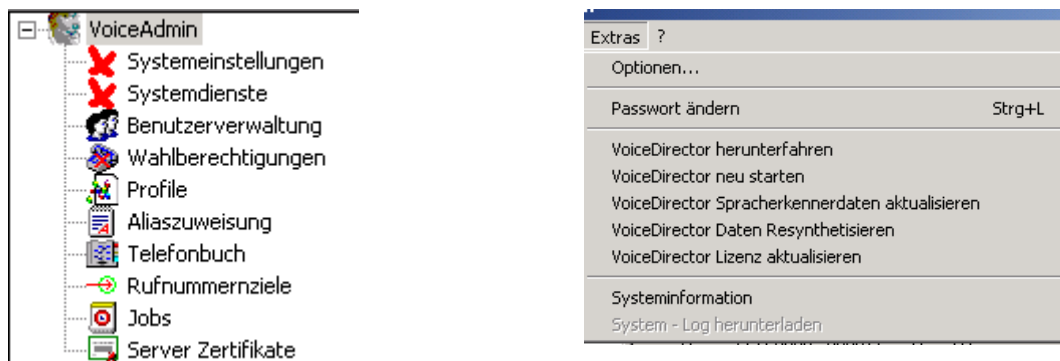 VoiceAdmin
Systemeinstellungen
Systemdienste
Benutzerverwaltung
Wahlberechtigungen
Profile
Aliaszuweisung
Telefonbuch
Rufnummernziele
Jobs
Server Zertifikate
Extras ?
Optionen...
Passwort ändern Strg+L
VoiceDirector herunterfahren
VoiceDirector neu starten
VoiceDirector Spracherkennerdaten aktualisieren
VoiceDirector Daten Resynthetisieren
VoiceDirector Lizenz aktualisieren
Systeminformation
System - Log herunterladen